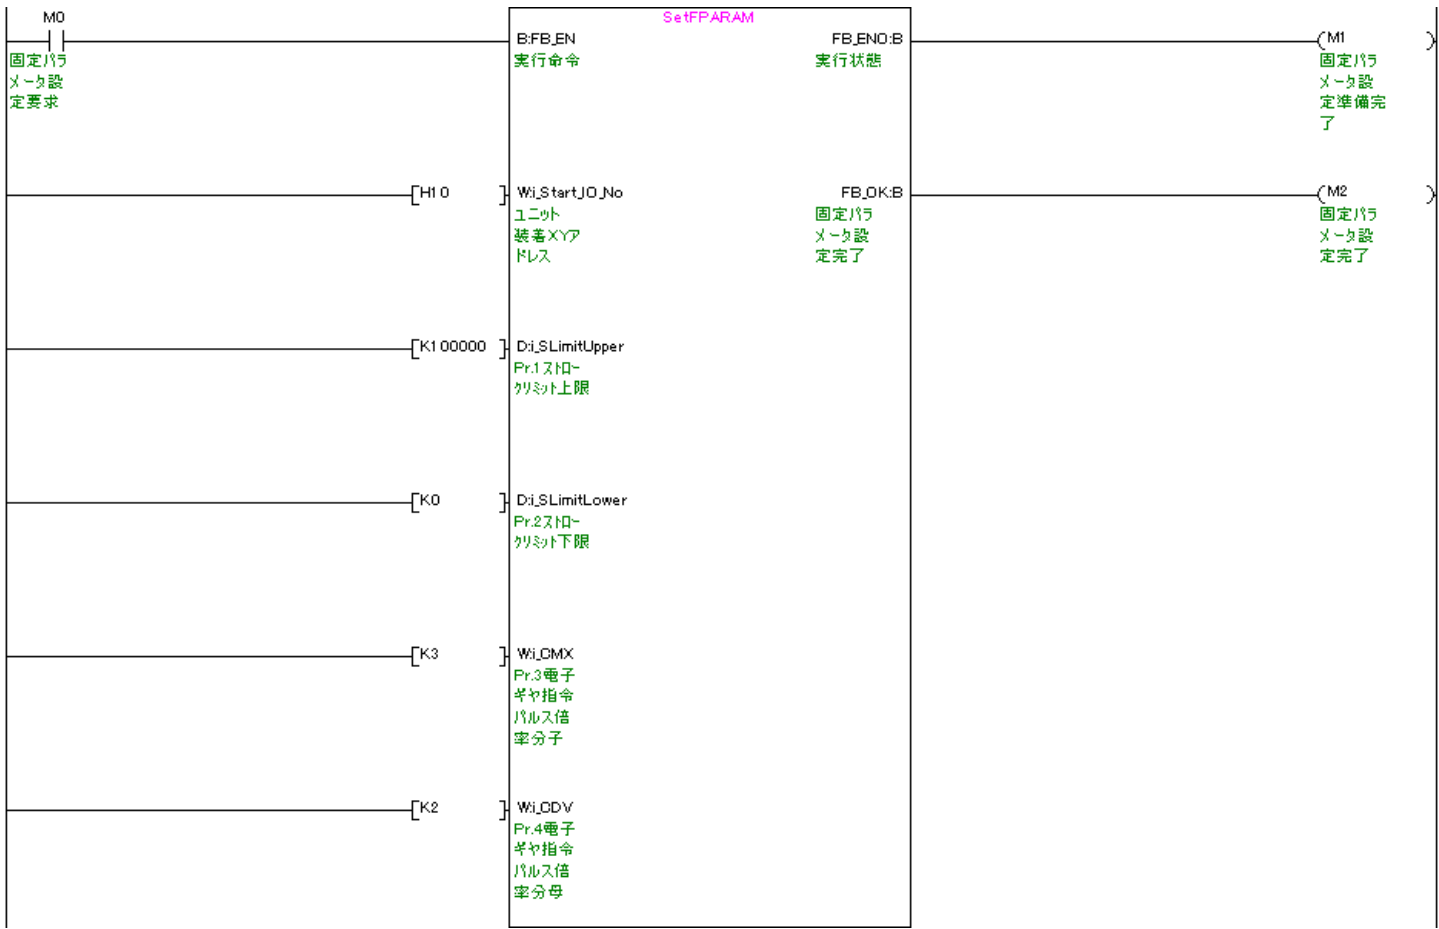 SetFPARAM
M0
固定パラ
メータ設
定要求
B:FB_EN
実行命令
FB_ENO:B
実行状態
M1
固定パラ
メータ設
定準備完
了
H10
W:i_Start_IO_No
ユニット
装着XYア
ドレス
FB_OK:B
固定パラ
メータ設
定完了
M2
固定パラ
メータ設
定完了
K100000
D:i_SLimitUpper
Pr.1ストロー
クリミット上限
K0
D:i_SLimitLower
Pr.2ストロー
クリミット下限
K3
W:i_CMX
Pr.3電子
ギヤ指令
パルス倍
率分子
K2
W:i_CDV
Pr.4電子
ギヤ指令
パルス倍
率分母